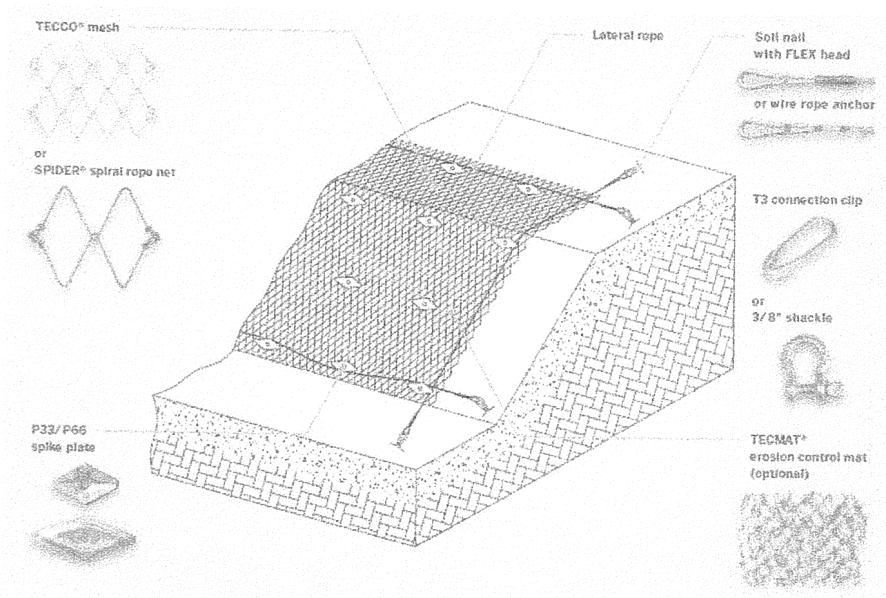 TECCO® mesh
or
SPIDER® spiral rope net
Lateral rope
Soil nail
with FLEX head
or wire rope anchor
T3 connection clip
or
3/8" shackle
P33/P66
spike plate
TECMAT®
erosion control mat
(optional)